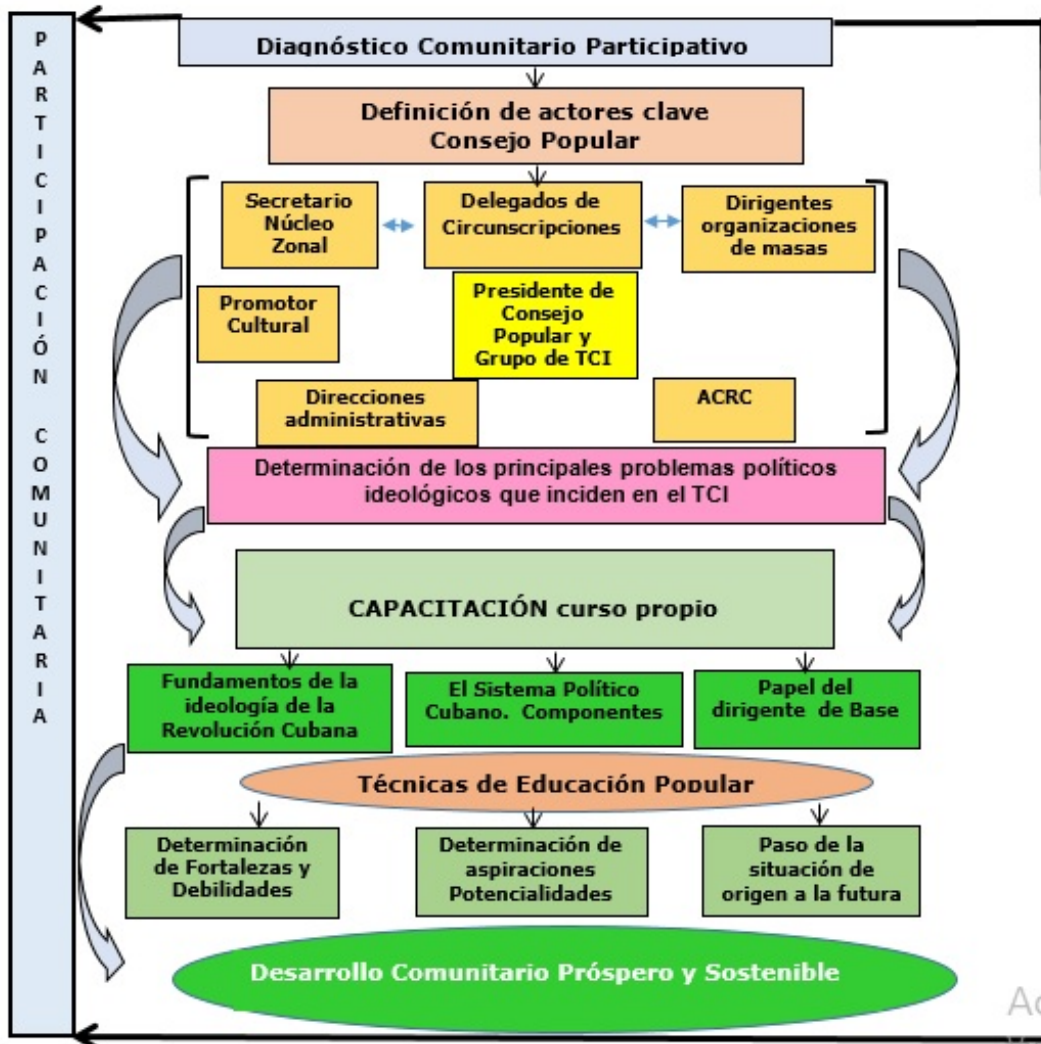 PARTICIPACIÓN COMUNITARIA
Diagnóstico Comunitario Participativo
Definición de actores clave
Consejo Popular
Secretario
Núcleo
Zonal
Delegados de
Circunscripciones
Dirigentes
organizaciones
de masas
Promotor
Cultural
Presidente de
Consejo
Popular y
Grupo de TCI
Direcciones
administrativas
ACRC
Determinación de los principales problemas políticos
ideológicos que inciden en el TCI
CAPACITACIÓN curso propio
Fundamentos de la
ideología de la
Revolución Cubana
El Sistema Político
Cubano. Componentes
Papel del
dirigente de Base
Técnicas de Educación Popular
Determinación
de Fortalezas y
Debilidades
Determinación de
aspiraciones
Potencialidades
Paso de la
situación de
origen a la futura
Desarrollo Comunitario Próspero y Sostenible